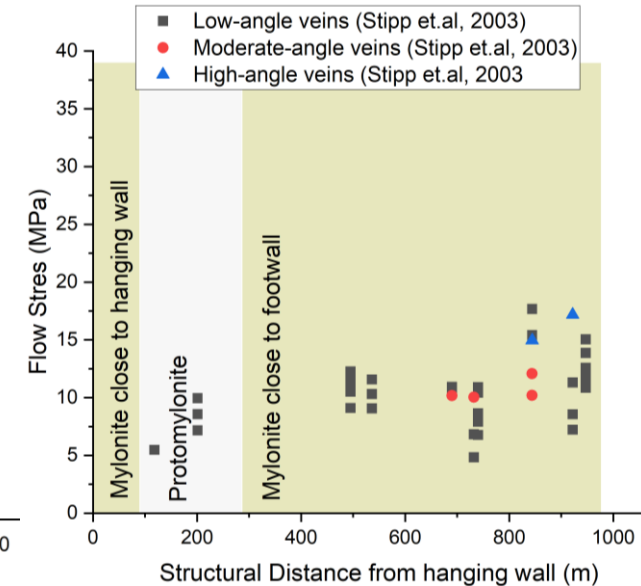 Low-angle veins (Stipp et.al, 2003)
Moderate-angle veins (Stipp et.al, 2003)
High-angle veins (Stipp et.al, 2003
40
35
30
25
20
15
10
5
0
Flow Stres (MPa)
Mylonite close to hanging wall
Protomylonite
Mylonite close to footwall
0
0
200
400
600
800
1000
Structural Distance from hanging wall (m)